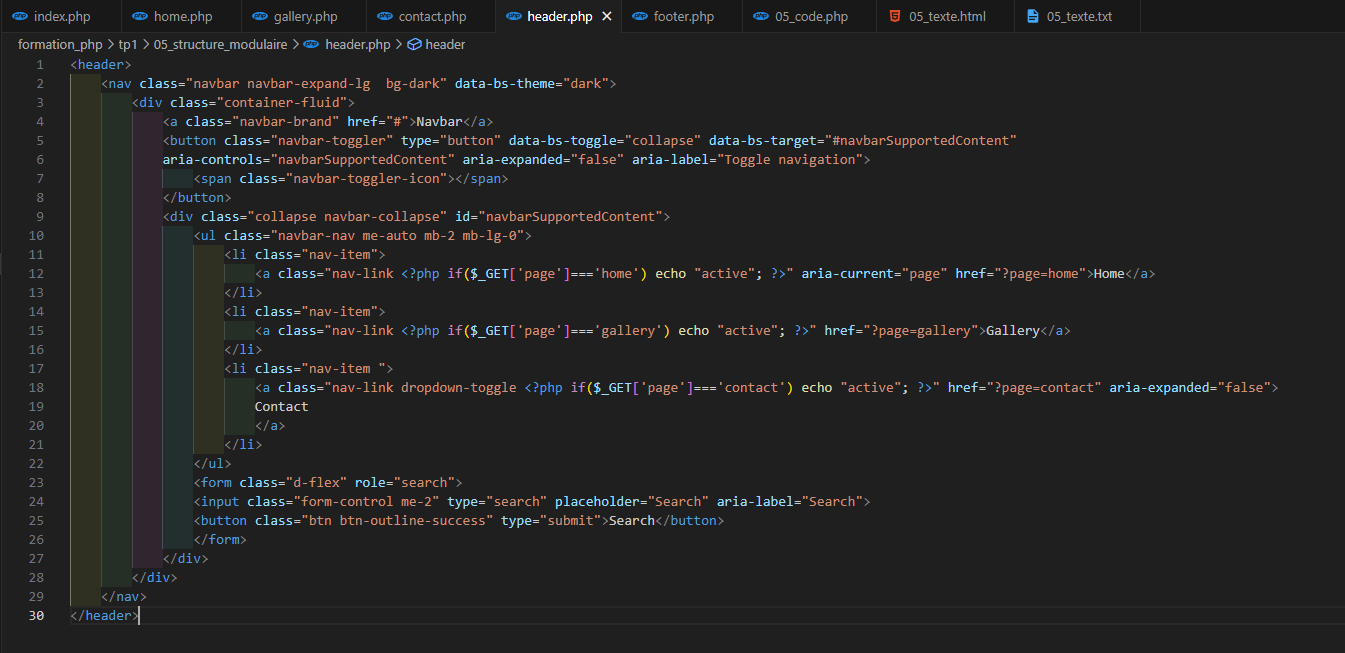 index.php home.php gallery.php contact.php header.php × footer.php 05_code.php 05_texte.html 05_texte.txt
formation_php > tp1 > 05_structure_modulaire > header.php > header
1 <header>
2 <nav class="navbar navbar-expand-lg  bg-dark" data-bs-theme="dark">
3 <div class="container-fluid">
4 <a class="navbar-brand" href="#">Navbar</a>
5 <button class="navbar-toggler" type="button" data-bs-toggle="collapse" data-bs-target="#navbarSupportedContent"
6 aria-controls="navbarSupportedContent" aria-expanded="false" aria-label="Toggle navigation">
7 <span class="navbar-toggler-icon"></span>
8 </button>
9 <div class="collapse navbar-collapse" id="navbarSupportedContent">
10 <ul class="navbar-nav me-auto mb-2 mb-lg-0">
11 <li class="nav-item">
12 <a class="nav-link <?php if($_GET['page']==='home') echo "active"; ?>" aria-current="page" href="?page=home">Home</a>
13 </li>
14 <li class="nav-item">
15 <a class="nav-link <?php if($_GET['page']==='gallery') echo "active"; ?>" href="?page=gallery">Gallery</a>
16 </li>
17 <li class="nav-item ">
18 <a class="nav-link dropdown-toggle <?php if($_GET['page']==='contact') echo "active"; ?>" href="?page=contact" aria-expanded="false">
19 Contact
20 </a>
21 </li>
22 </ul>
23 <form class="d-flex" role="search">
24 <input class="form-control me-2" type="search" placeholder="Search" aria-label="Search">
25 <button class="btn btn-outline-success" type="submit">Search</button>
26 </form>
27 </div>
28 </div>
29 </nav>
30 </header>